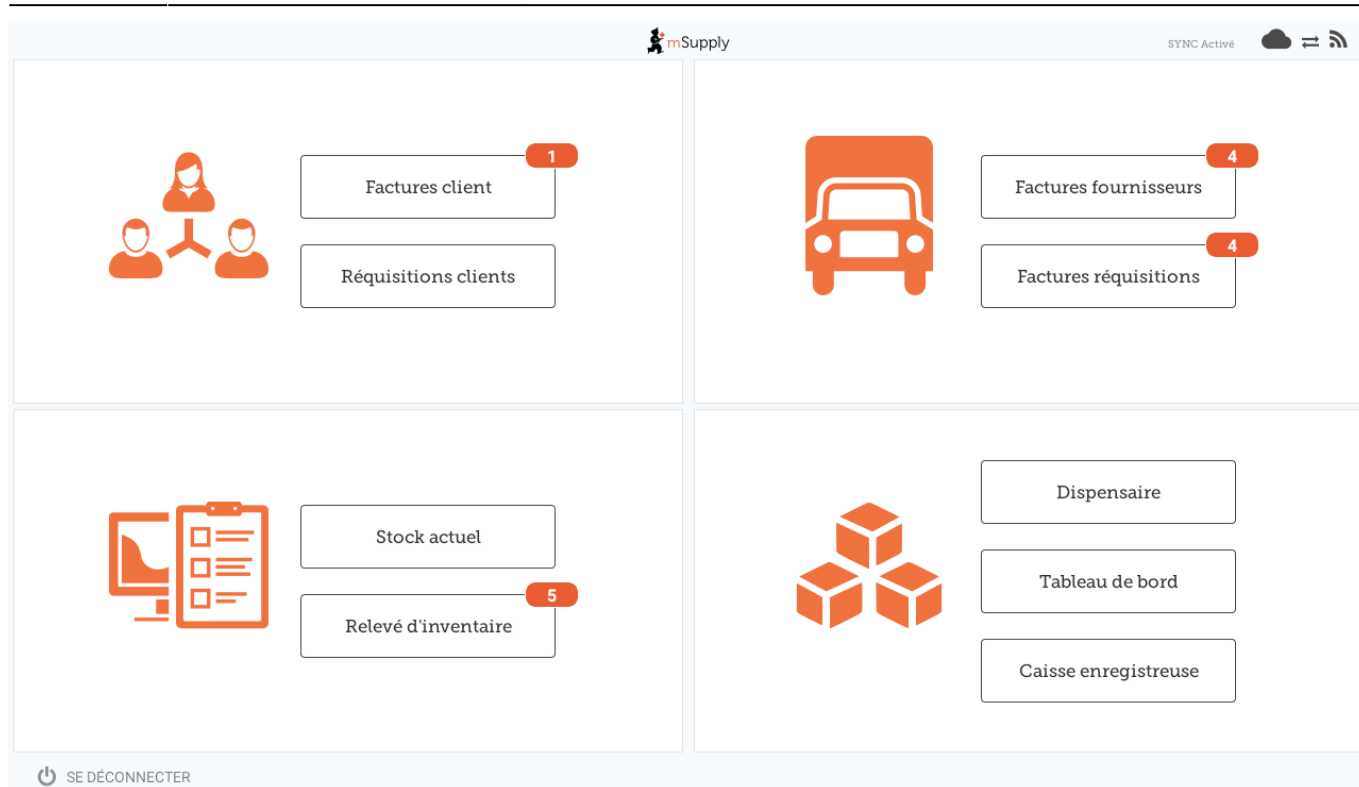 mSupply
SYNC Activé
1
Factures client
Réquisitions clients
4
Factures fournisseurs
4
Factures réquisitions
Stock actuel
5
Relevé d'inventaire
Dispensaire
Tableau de bord
Caisse enregistreuse
SE DÉCONNECTER